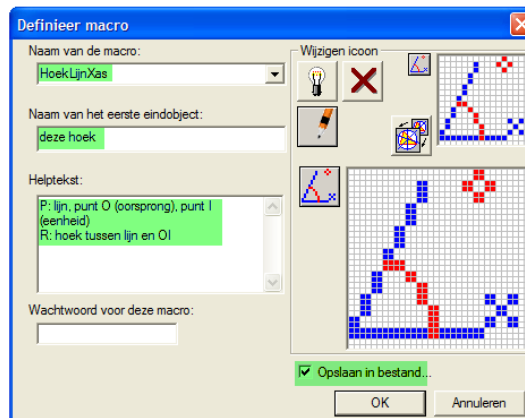 Definieer macro
Naam van de macro:
HoekLijnXas
Naam van het eerste eindobject:
deze hoek
Helptekst:
P: lijn, punt O (oorsprong), punt I
(eenheid)
R: hoek tussen lijn en OI
Wachtwoord voor deze macro:
Wijzigen icoon
Opslaan in bestand...
OK
Annuleren